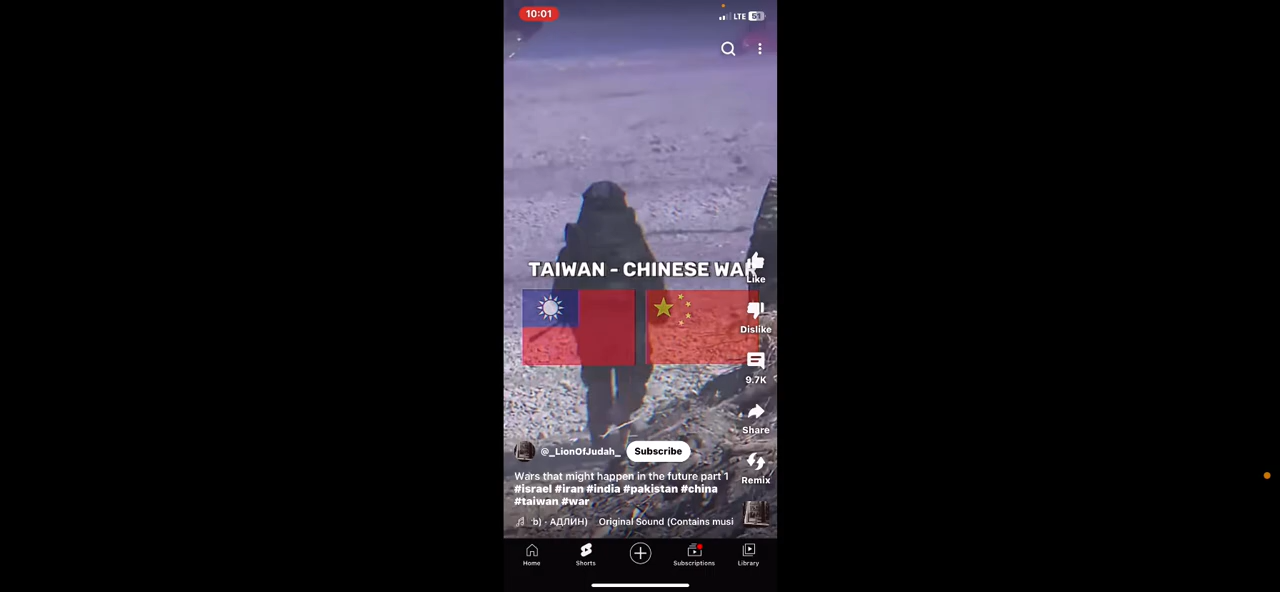 10:01
LTE 51
TAIWAN - CHINESE WAR
Like
Dislike
9.7K
Share
Remix
@_LionOfJudah_
Subscribe
Wars that might happen in the future part 1
#israel #iran #india #pakistan #china
#taiwan #war
ъ) · АДЛИН) Original Sound (Contains musi
Home
Shorts
Subscriptions
Library